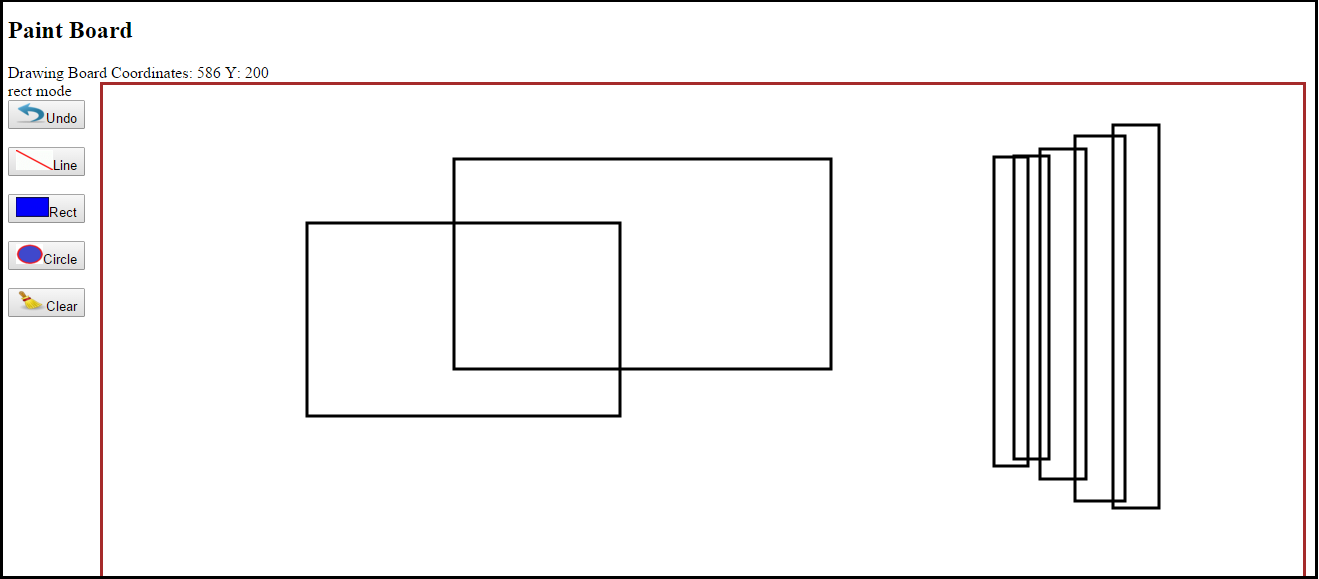 Paint Board
Drawing Board Coordinates: 586 Y: 200
rect mode
Undo
Line
Rect
Circle
Clear